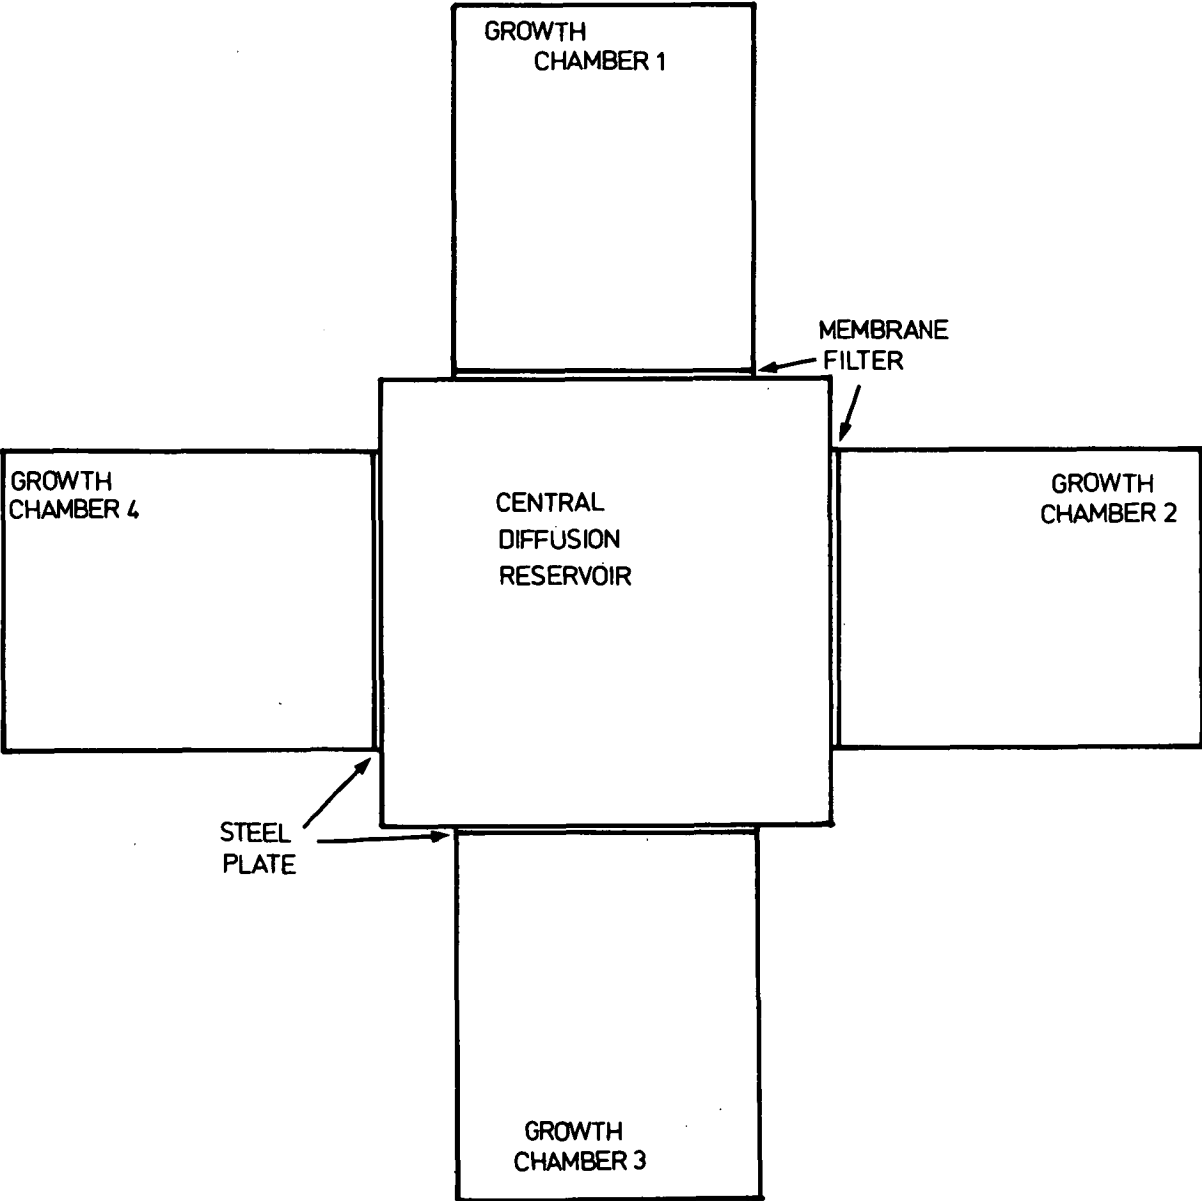 GROWTH
CHAMBER 1
MEMBRANE
FILTER
GROWTH
CHAMBER 4
CENTRAL
DIFFUSION
RESERVOIR
GROWTH
CHAMBER 2
STEEL
PLATE
GROWTH
CHAMBER 3